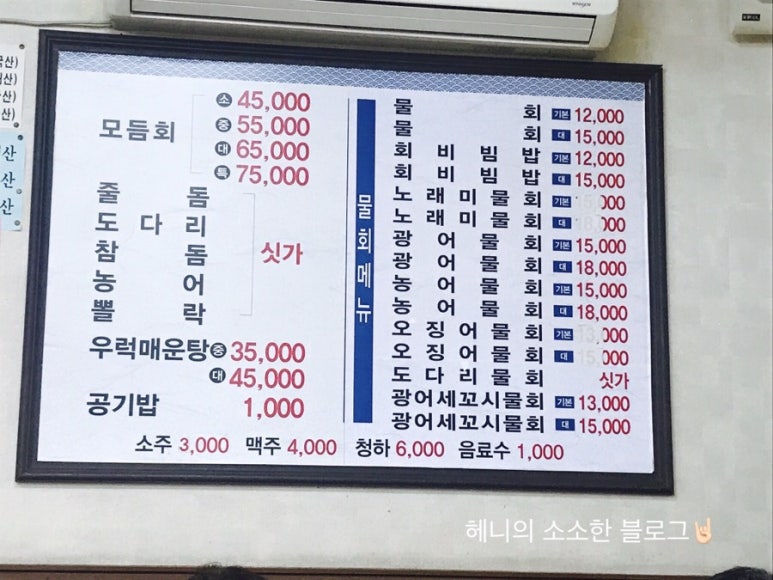 모듬회
소 45,000
중 55,000
대 65,000
특 75,000
줄돔
도다리
참돔
농어
뽈락
싯가
우럭매운탕 중 35,000
대 45,000
공기밥 1,000
물회메뉴
물회 기본 12,000
물회 대 15,000
회비빔밥 기본 12,000
회비빔밥 대 15,000
노래미물회 기본
노래미물회 대
광어물회 기본 15,000
광어물회 대 18,000
농어물회 기본 15,000
농어물회 대 18,000
오징어물회 기본 13,000
오징어물회 대 15,000
도다리물회 싯가
광어세꼬시물회 기본 13,000
광어세꼬시물회 대 15,000
소주 3,000 맥주 4,000 청하 6,000 음료수 1,000
헤니의 소소한 블로그